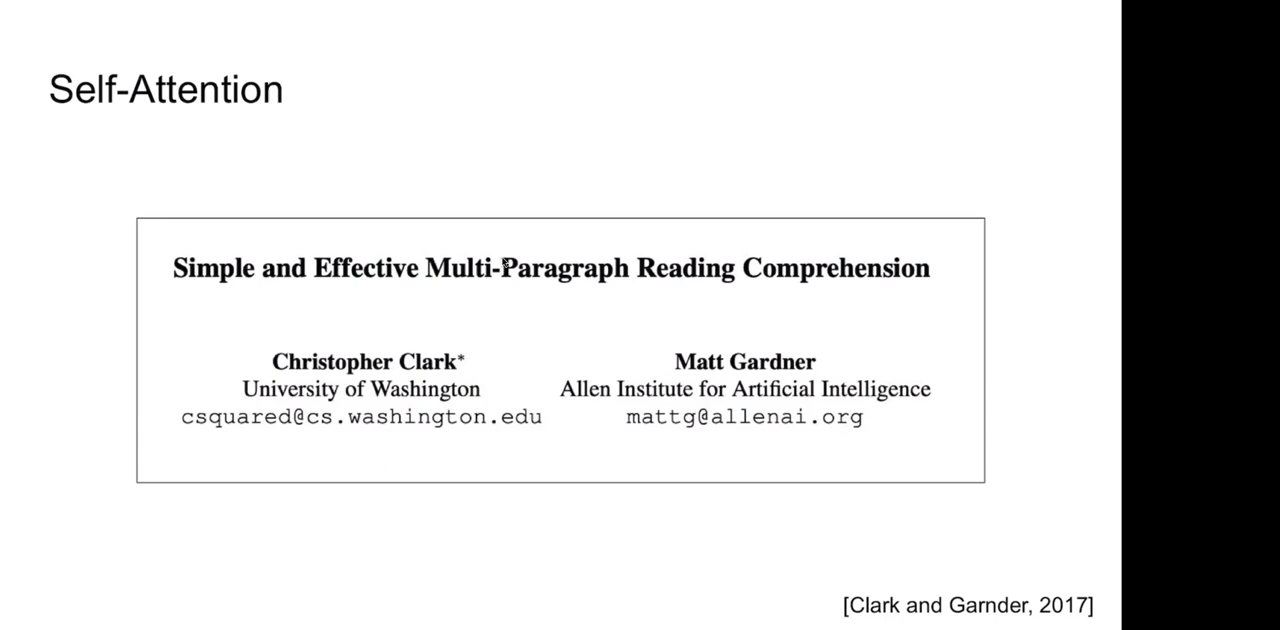 Self-Attention
Simple and Effective Multi-Paragraph Reading Comprehension
Christopher Clark* Matt Gardner
University of Washington Allen Institute for Artificial Intelligence
csquared@cs.washington.edu mattg@allenai.org
[Clark and Garnder, 2017]